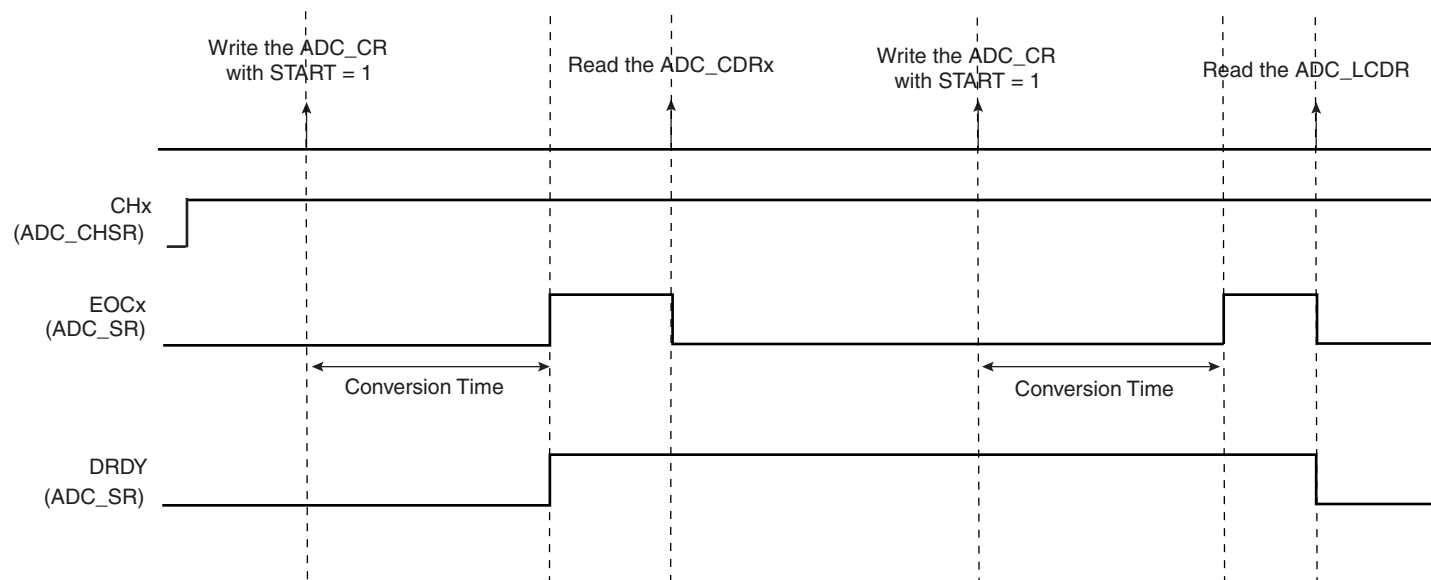 Write the ADC_CR
with START = 1
Read the ADC_CDRx
Write the ADC_CR
with START = 1
Read the ADC_LCDR
CHx
(ADC_CHSR)
EOCx
(ADC_SR)
Conversion Time
Conversion Time
DRDY
(ADC_SR)